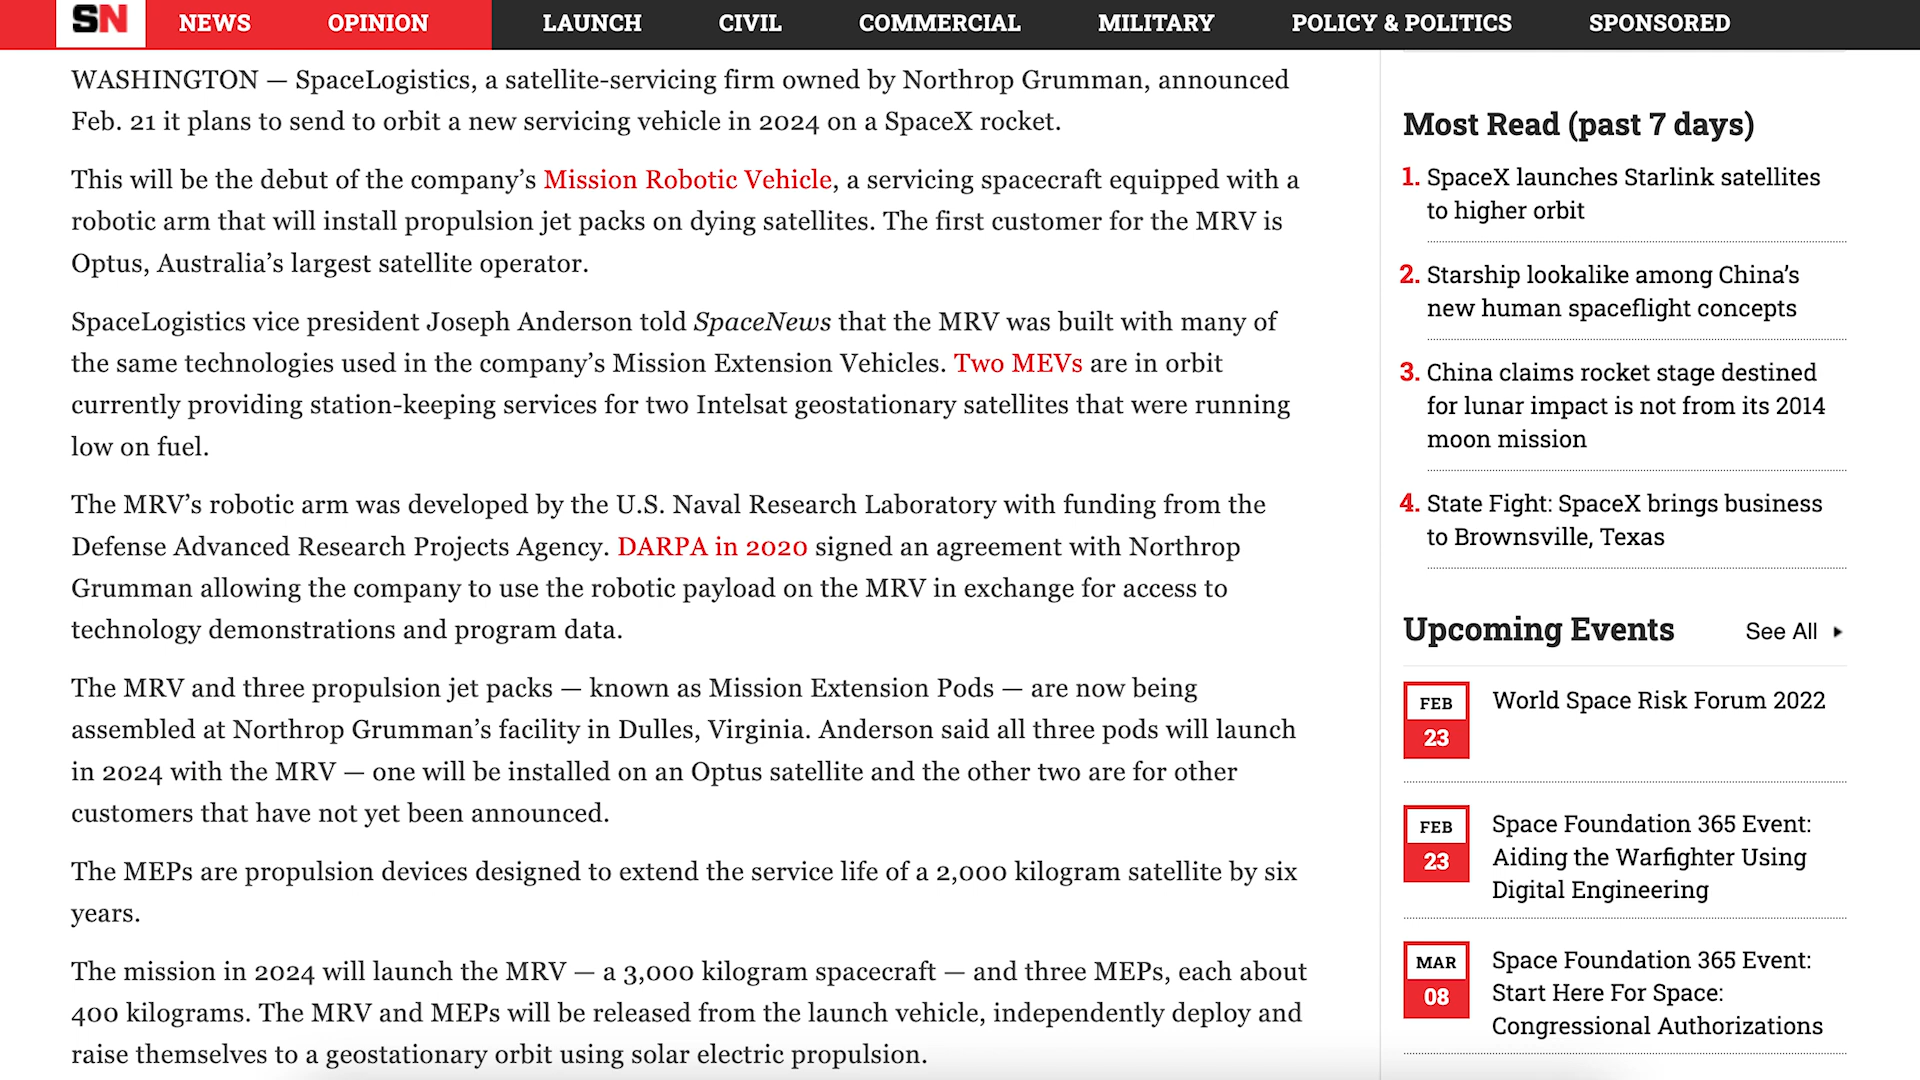 SN NEWS OPINION LAUNCH CIVIL COMMERCIAL MILITARY POLICY & POLITICS SPONSORED
WASHINGTON — SpaceLogistics, a satellite-servicing firm owned by Northrop Grumman, announced
Feb. 21 it plans to send to orbit a new servicing vehicle in 2024 on a SpaceX rocket.
This will be the debut of the company’s Mission Robotic Vehicle, a servicing spacecraft equipped with a
robotic arm that will install propulsion jet packs on dying satellites. The first customer for the MRV is
Optus, Australia’s largest satellite operator.
SpaceLogistics vice president Joseph Anderson told SpaceNews that the MRV was built with many of
the same technologies used in the company’s Mission Extension Vehicles. Two MEVs are in orbit
currently providing station-keeping services for two Intelsat geostationary satellites that were running
low on fuel.
The MRV’s robotic arm was developed by the U.S. Naval Research Laboratory with funding from the
Defense Advanced Research Projects Agency. DARPA in 2020 signed an agreement with Northrop
Grumman allowing the company to use the robotic payload on the MRV in exchange for access to
technology demonstrations and program data.
The MRV and three propulsion jet packs — known as Mission Extension Pods — are now being
assembled at Northrop Grumman’s facility in Dulles, Virginia. Anderson said all three pods will launch
in 2024 with the MRV — one will be installed on an Optus satellite and the other two are for other
customers that have not yet been announced.
The MEPs are propulsion devices designed to extend the service life of a 2,000 kilogram satellite by six
years.
The mission in 2024 will launch the MRV — a 3,000 kilogram spacecraft — and three MEPs, each about
400 kilograms. The MRV and MEPs will be released from the launch vehicle, independently deploy and
raise themselves to a geostationary orbit using solar electric propulsion.
Most Read (past 7 days)
1. SpaceX launches Starlink satellites
to higher orbit
2. Starship lookalike among China’s
new human spaceflight concepts
3. China claims rocket stage destined
for lunar impact is not from its 2014
moon mission
4. State Fight: SpaceX brings business
to Brownsville, Texas
Upcoming Events See All
FEB
23
World Space Risk Forum 2022
FEB
23
Space Foundation 365 Event:
Aiding the Warfighter Using
Digital Engineering
MAR
08
Space Foundation 365 Event:
Start Here For Space:
Congressional Authorizations